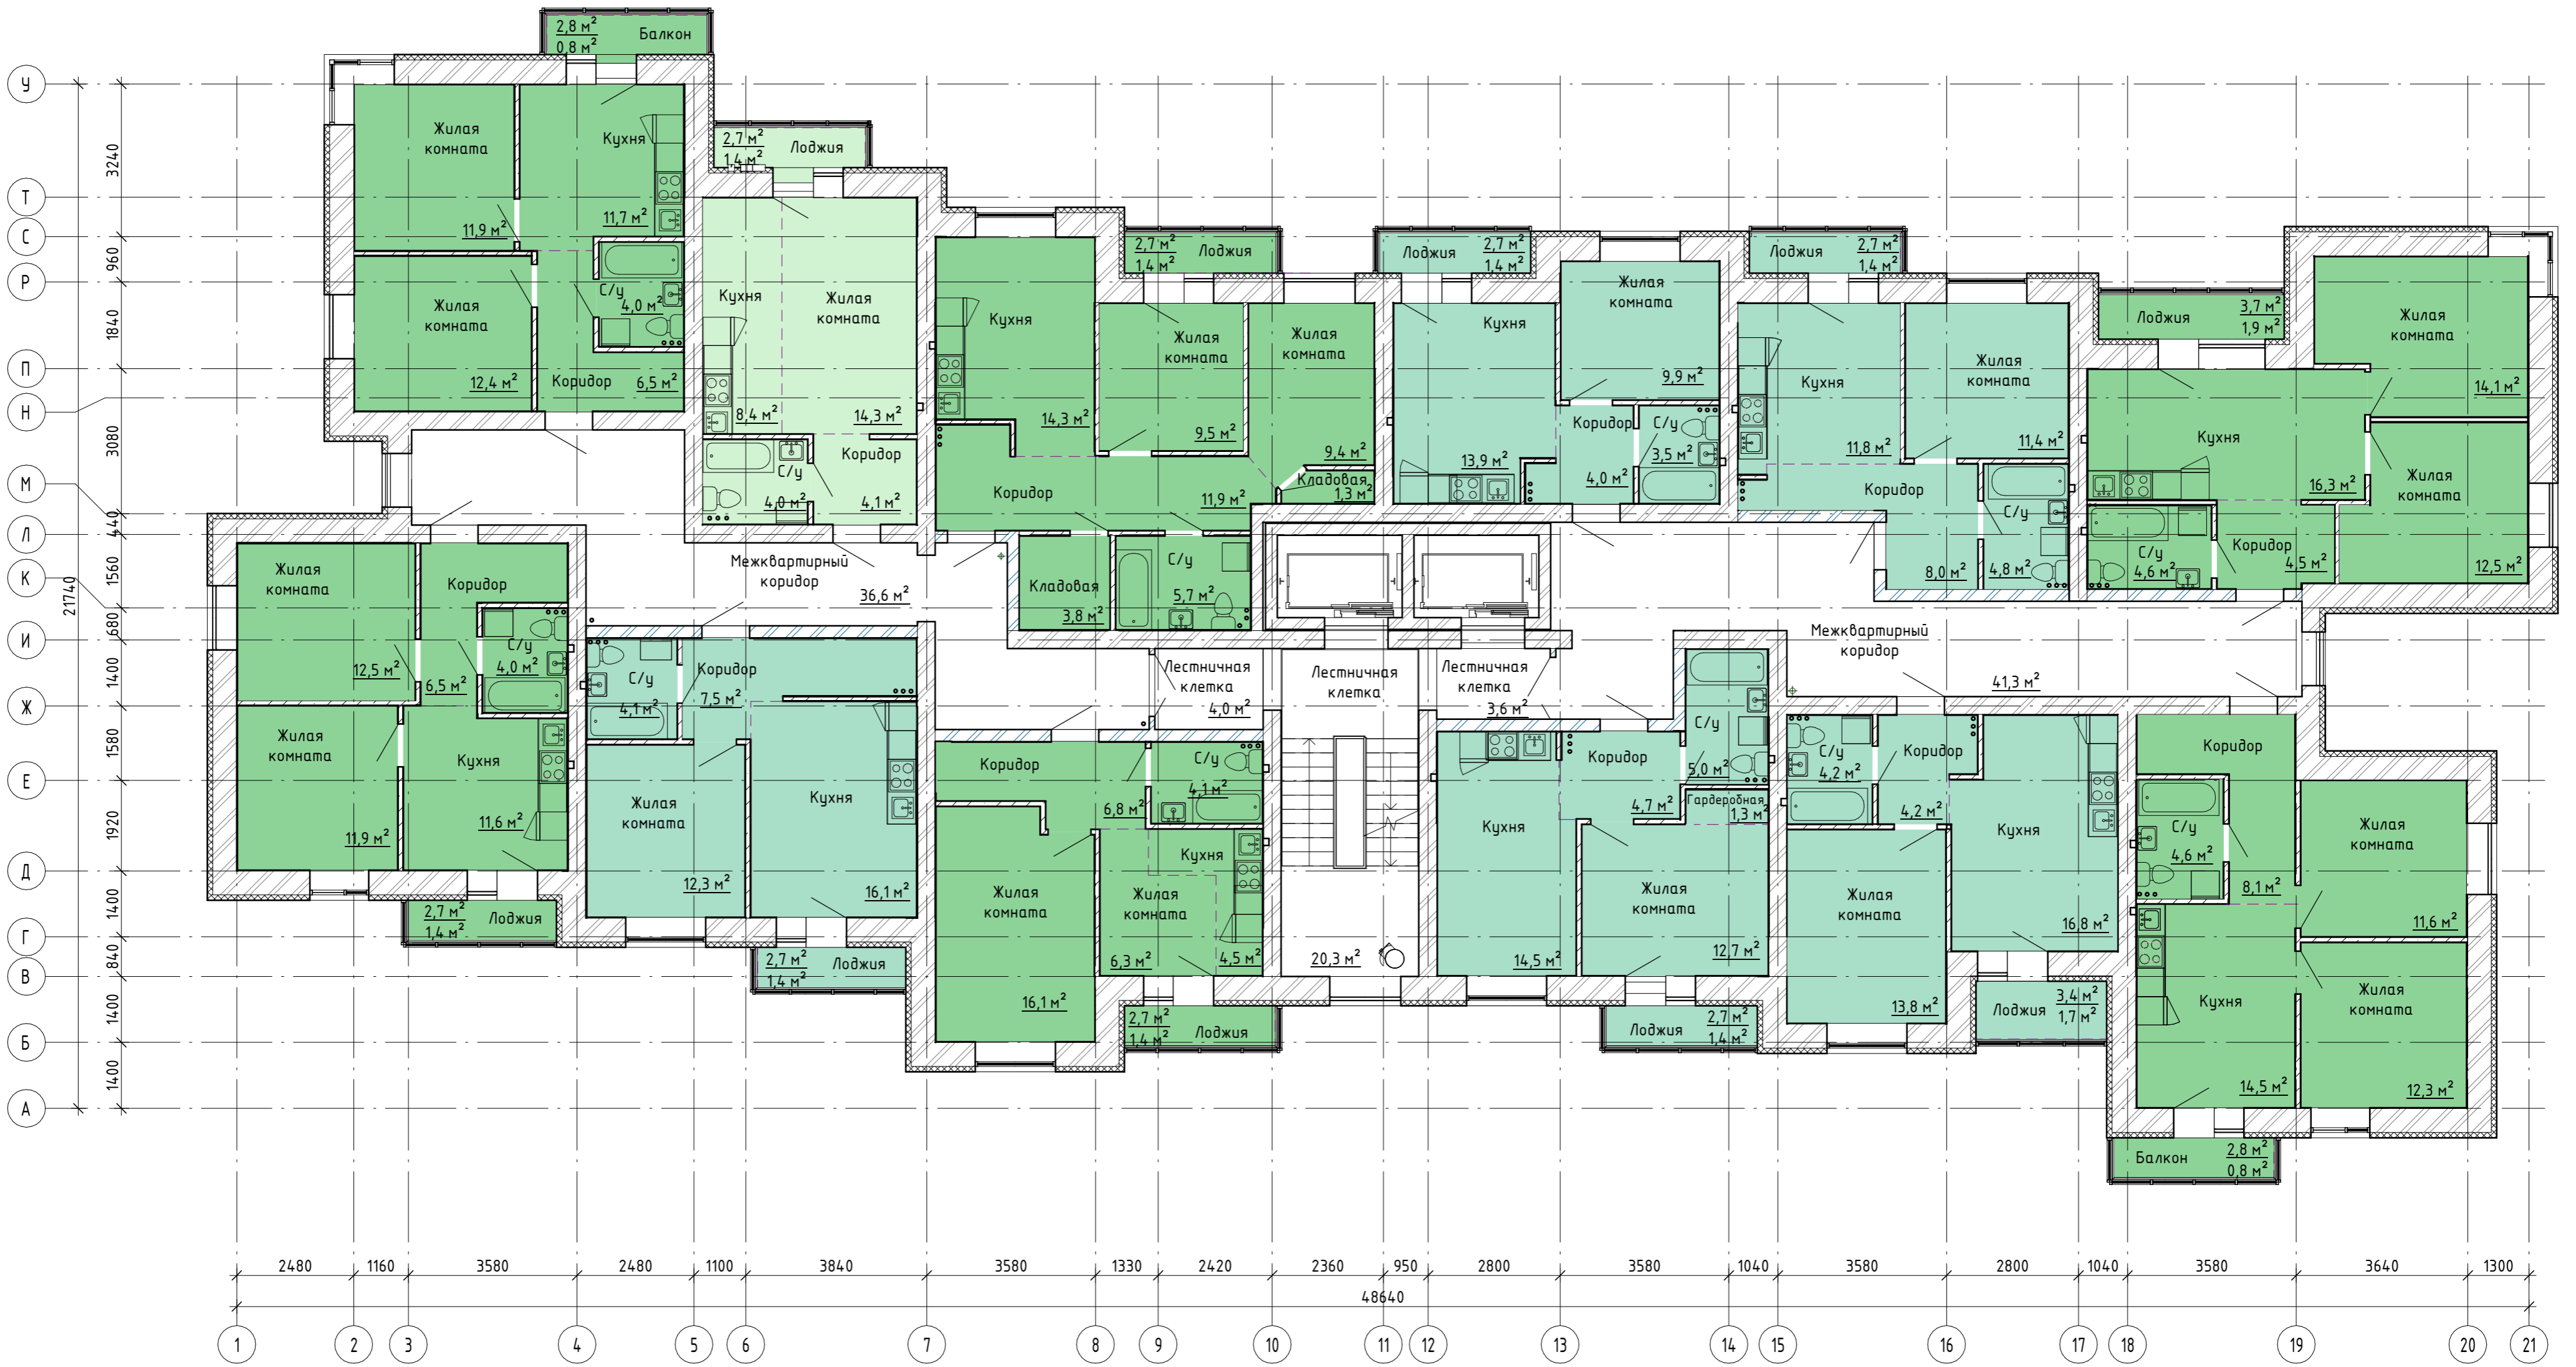 2,8 м²
0,8 м²
Балкон
У
Жилая
комната
11,9 м²
Кухня
11,7 м²
3240
2,7 м²
1,4 м²
Лоджия
Т
С
960
Р
1840
П
Н
3080
М
440
Л
1560
К
680
И
1400
Ж
1580
Е
1920
Д
1400
Г
840
В
1400
Б
1400
А
21740
Жилая
комната
12,4 м²
С/у
4,0 м²
Коридор
6,5 м²
Кухня
8,4 м²
Жилая
комната
14,3 м²
С/у
4,0 м²
Коридор
4,1 м²
Кухня
14,3 м²
2,7 м²
1,4 м²
Лоджия
Жилая
комната
9,5 м²
Жилая
комната
9,4 м²
Кладовая
1,3 м²
Коридор
11,9 м²
Кладовая
3,8 м²
С/у
5,7 м²
Лоджия
2,7 м²
1,4 м²
Кухня
13,9 м²
Жилая
комната
9,9 м²
Коридор
4,0 м²
С/у
3,5 м²
Лоджия
2,7 м²
1,4 м²
Кухня
11,8 м²
Жилая
комната
11,4 м²
Коридор
8,0 м²
С/у
4,8 м²
Лоджия
3,7 м²
1,9 м²
Жилая
комната
14,1 м²
Кухня
16,3 м²
Жилая
комната
12,5 м²
С/у
4,6 м²
Коридор
4,5 м²
Межквартирный
коридор
36,6 м²
Межквартирный
коридор
41,3 м²
Лестничная
клетка
4,0 м²
Лестничная
клетка
20,3 м²
Лестничная
клетка
3,6 м²
Жилая
комната
12,5 м²
Коридор
6,5 м²
С/у
4,0 м²
Жилая
комната
11,9 м²
Кухня
11,6 м²
2,7 м²
1,4 м²
Лоджия
С/у
4,1 м²
Коридор
7,5 м²
Жилая
комната
12,3 м²
Кухня
16,1 м²
2,7 м²
1,4 м²
Лоджия
Коридор
6,8 м²
С/у
4,1 м²
Жилая
комната
16,1 м²
Кухня
4,5 м²
Жилая
комната
6,3 м²
2,7 м²
1,4 м²
Лоджия
Кухня
14,5 м²
Коридор
4,7 м²
С/у
5,0 м²
Гардеробная
1,3 м²
Жилая
комната
12,7 м²
Лоджия
2,7 м²
1,4 м²
С/у
4,2 м²
Коридор
4,2 м²
Кухня
16,8 м²
Жилая
комната
13,8 м²
Лоджия
3,4 м²
1,7 м²
Коридор
8,1 м²
С/у
4,6 м²
Жилая
комната
11,6 м²
Кухня
14,5 м²
Жилая
комната
12,3 м²
Балкон
2,8 м²
0,8 м²
2480 1160 3580 2480 1100 3840 3580 1330 2420 2360 950 2800 3580 1040 3580 2800 1040 3580 3640 1300
48640
1 2 3 4 5 6 7 8 9 10 11 12 13 14 15 16 17 18 19 20 21